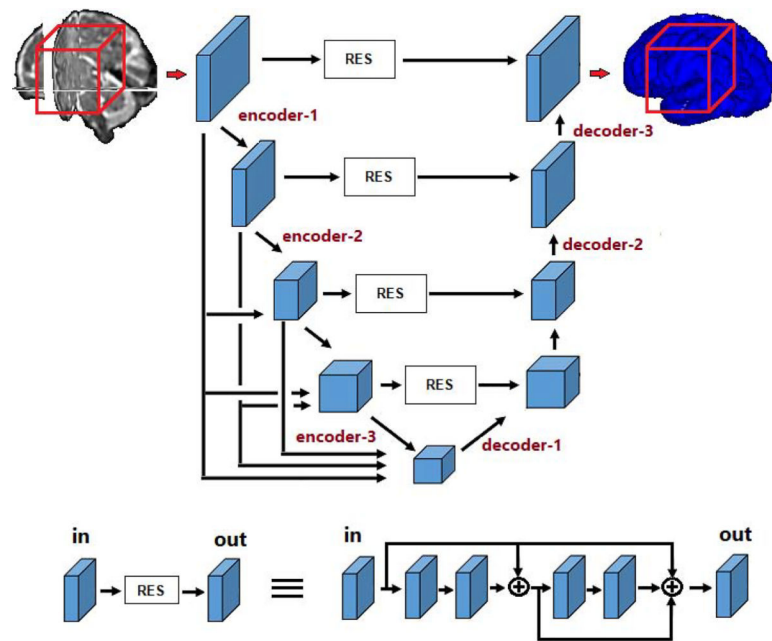 RES
encoder-1
decoder-3
RES
encoder-2
decoder-2
RES
RES
encoder-3
decoder-1
in
out
in
out
RES